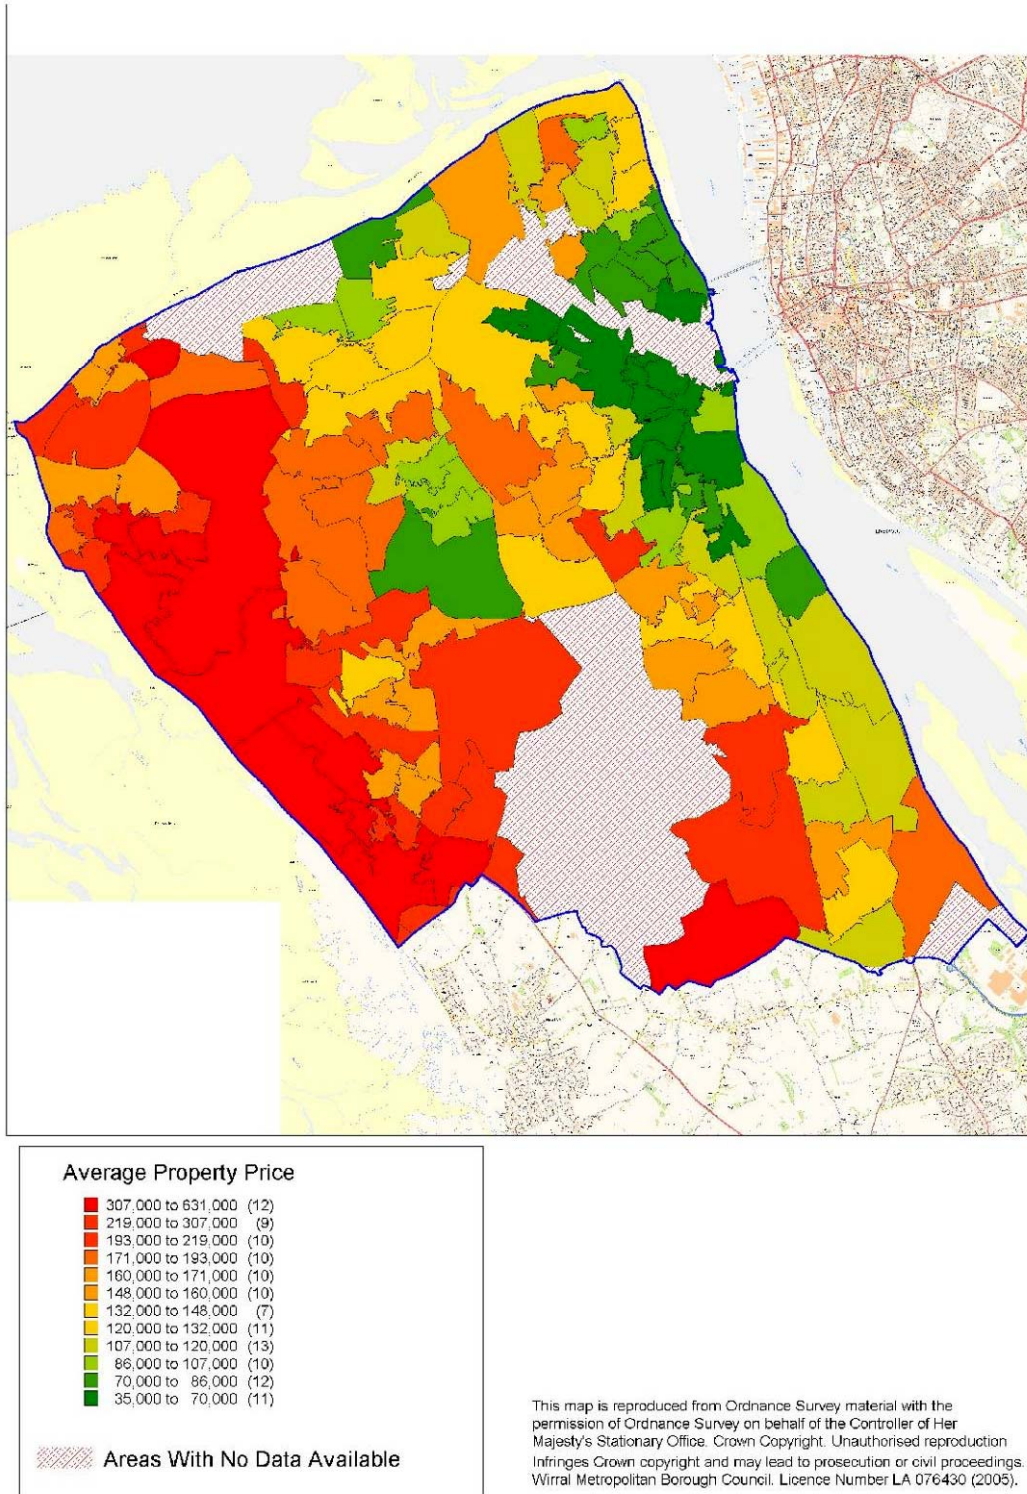 Average Property Price
307,000 to 631,000 (12)
219,000 to 307,000 (9)
193,000 to 219,000 (10)
171,000 to 193,000 (10)
160,000 to 171,000 (10)
148,000 to 160,000 (10)
132,000 to 148,000 (7)
120,000 to 132,000 (11)
107,000 to 120,000 (13)
86,000 to 107,000 (10)
70,000 to 86,000 (12)
35,000 to 70,000 (11)
Areas With No Data Available
This map is reproduced from Ordnance Survey material with the
permission of Ordnance Survey on behalf of the Controller of Her
Majesty's Stationary Office. Crown Copyright. Unauthorised reproduction
Infringes Crown copyright and may lead to prosecution or civil proceedings.
Wirral Metropolitan Borough Council. Licence Number LA 076430 (2005).